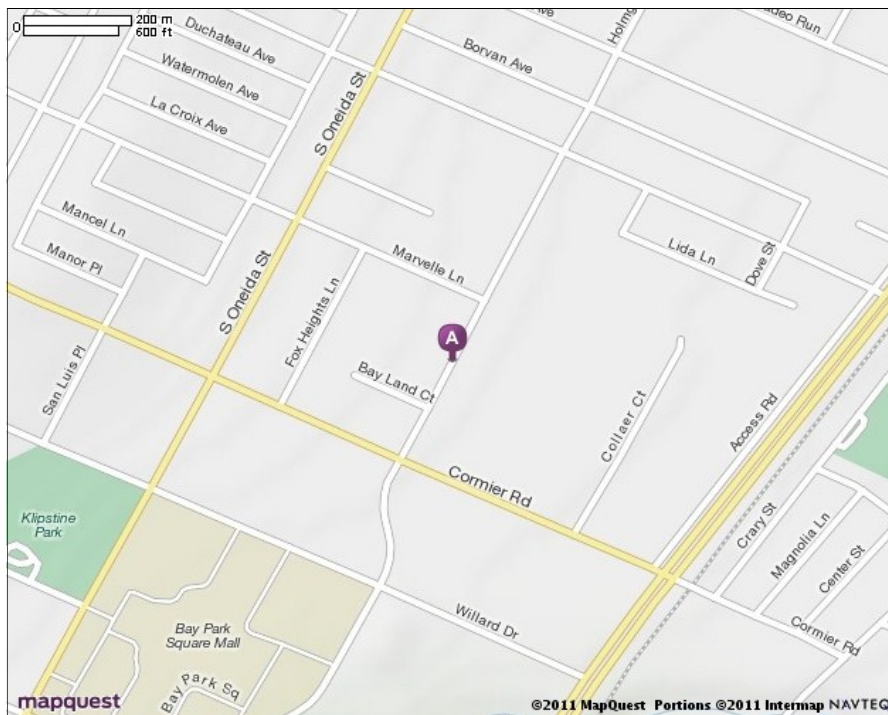 0
200 m
600 ft
Duchateau Ave
Watermolen Ave
La Croix Ave
S Oneida St
Borvan Ave
Holmg
adeo Run
Mancel Ln
Manor Pl
S Oneida St
Fox Heights Ln
Marvelle Ln
Lida Ln
Dove St
A
San Luis Pl
Bay Land Ct
Collaer Ct
Access Rd
Cormier Rd
Klipstine
Park
Crary St
Magnolia Ln
Center St
Willard Dr
Cormier Rd
Bay Park
Square Mall
Bay Park Sq
mapquest
©2011 MapQuest Portions ©2011 Intermap NAVTEQ